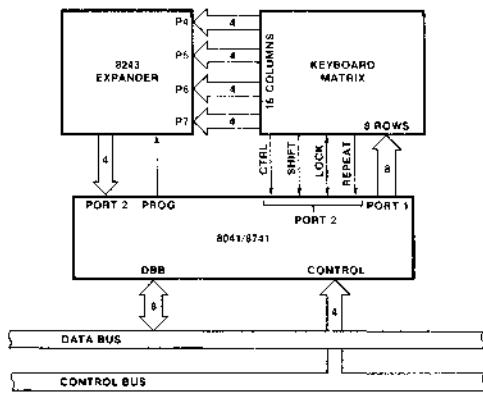 8243
EXPANDER
P4
P5
P6
P7
4
4
4
4
15 COLUMNS
KEYBOARD
MATRIX
8 ROWS
4
CTRL
SHIFT
LOCK
REPEAT
8
PORT 2
PROG
PORT 2
PORT 1
8041/8741
DBB
CONTROL
8
4
DATA BUS
CONTROL BUS